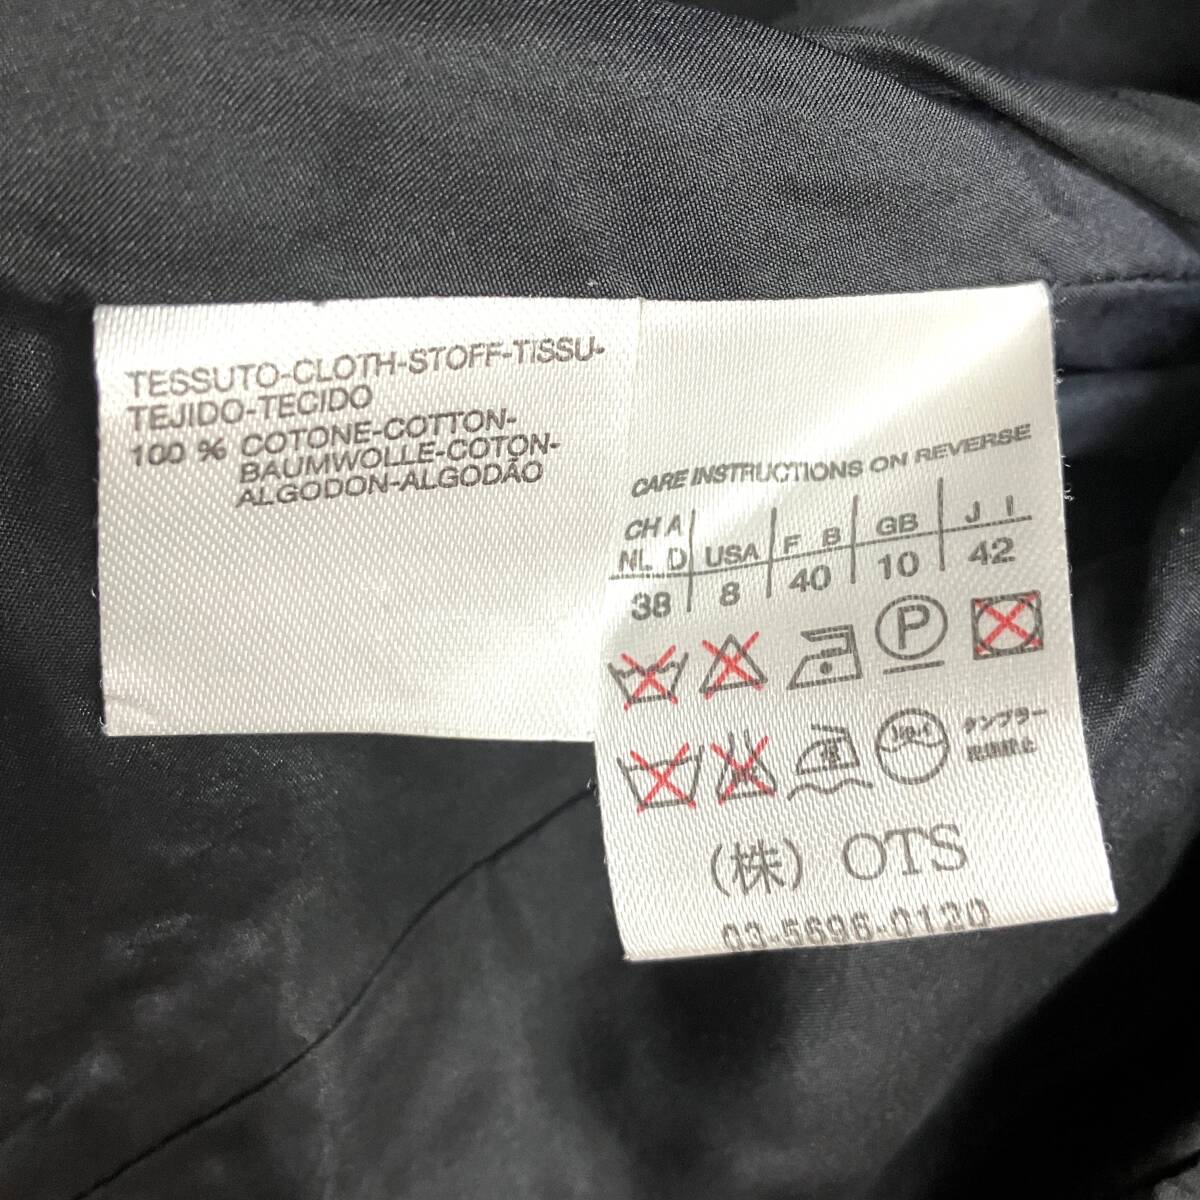 TESSUTO-CLOTH-STOFF-TISSU-
TEJIDO-TECIDO
100 % COTONE-COTTON-
BAUMWOLLE-COTON-
ALGODON-ALGODÃO
CARE INSTRUCTIONS ON REVERSE
CH A
NL D USA F B GB J I
38 8 40 10 42
P
タンブラー
(株) OTS
03-5696-0120